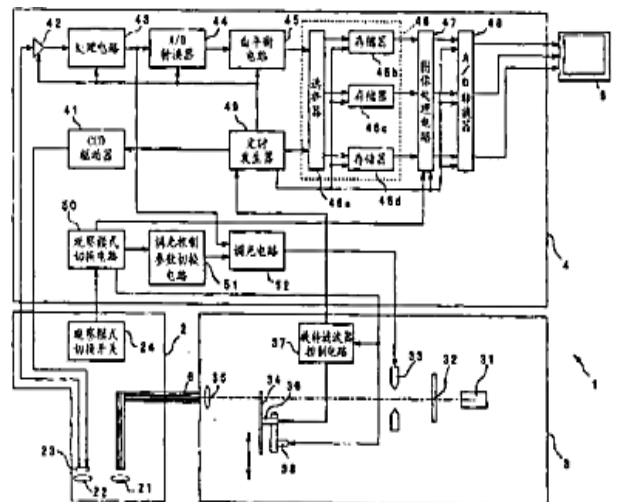 42
43
44
45
46
47
48
处理电路
A/D
转换器
白平衡
电路
选择器
存储器
46b
图像处理电路
A/D转换器
5
41
49
存储器
46c
CCD
驱动器
定时
发生器
存储器
46d
46a
50
观察模式
切换电路
调光控制
参数切换
电路
51
调光电路
52
4
观察模式
切换开关
24
2
旋转滤波器
控制电路
37
33
32
31
6
35
34
36
1
23
22
21
38
3